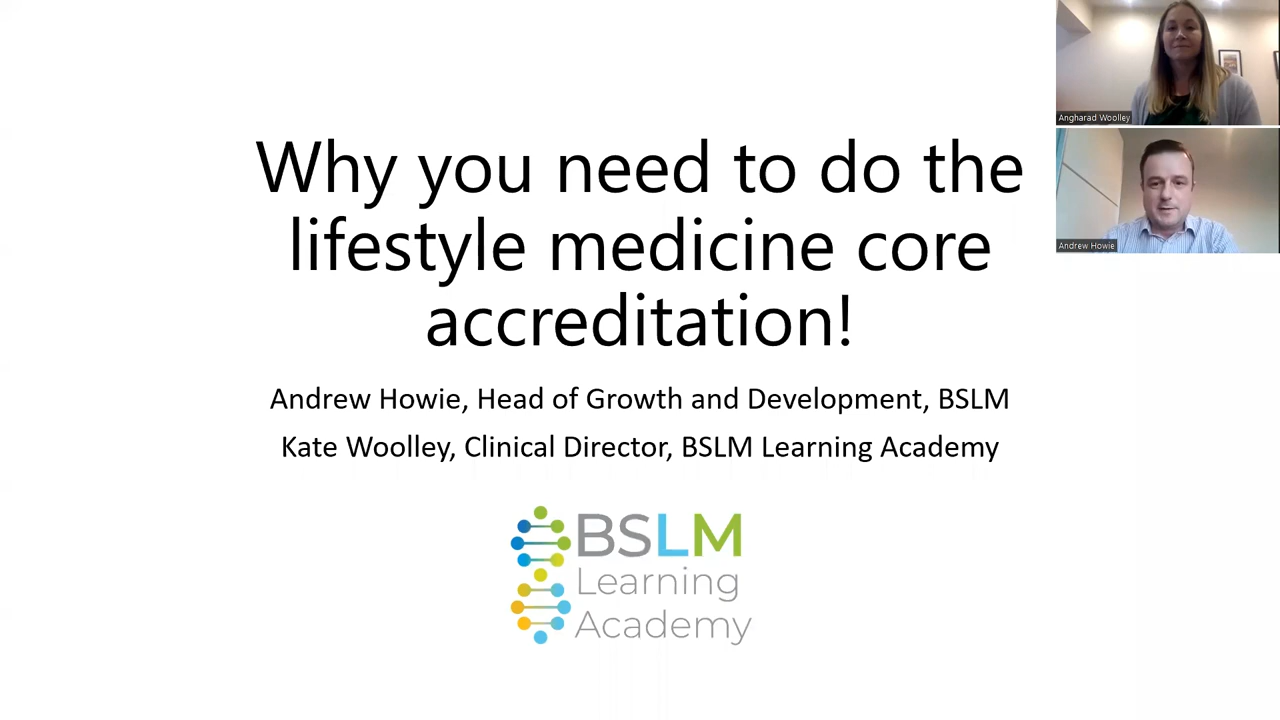 Why you need to do the
lifestyle medicine core
accreditation!
Andrew Howie, Head of Growth and Development, BSLM
Kate Woolley, Clinical Director, BSLM Learning Academy
BSLM
Learning
Academy
Angharad Woolley
Andrew Howie